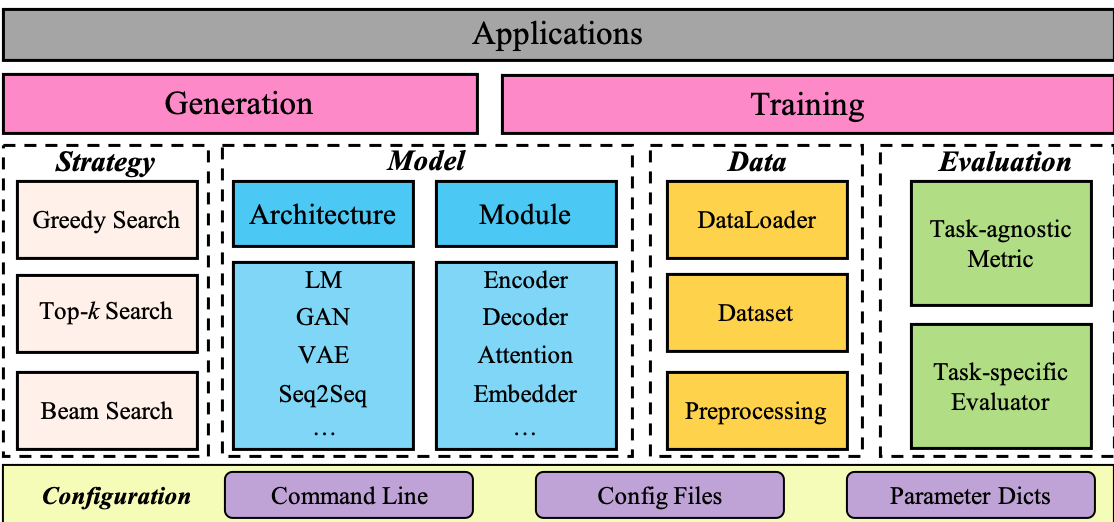 Applications
Generation
Training
Strategy
Greedy Search
Top-k Search
Beam Search
Model
Architecture
LM
GAN
VAE
Seq2Seq
…
Module
Encoder
Decoder
Attention
Embedder
…
Data
DataLoader
Dataset
Preprocessing
Evaluation
Task-agnostic
Metric
Task-specific
Evaluator
Configuration
Command Line
Config Files
Parameter Dicts